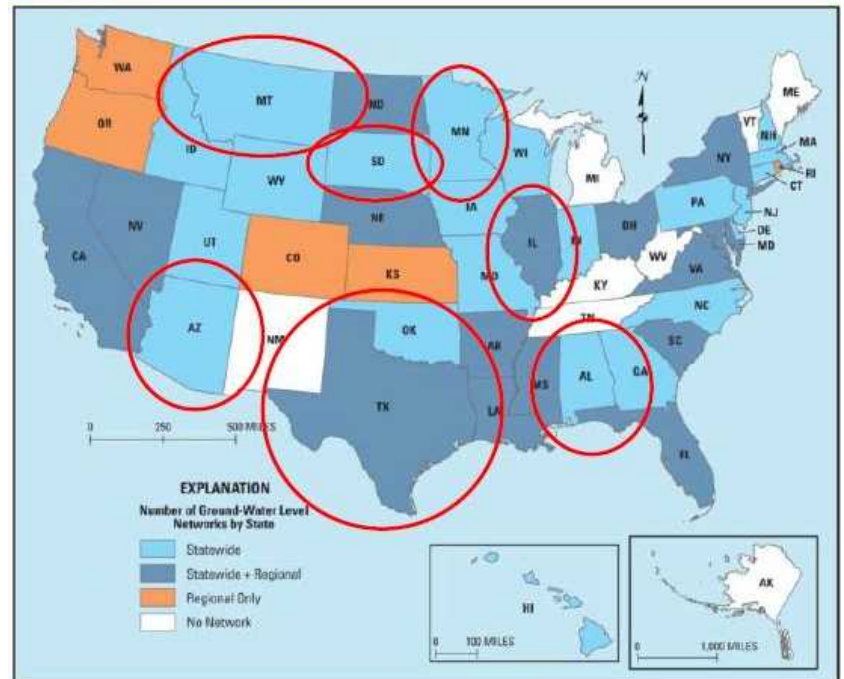 WA
MT
ND
MN
ME
VT
NH
OR
ID
SD
WI
NY
MA
RI
CT
WY
MI
IA
PA
NJ
NE
NV
IL
IN
OH
DE
MD
CA
UT
CO
WV
VA
KS
MO
KY
NC
TN
AZ
NM
OK
AR
SC
MS
AL
GA
TX
LA
FL
N
0 250 500 MILES
EXPLANATION
Number of Ground-Water Level
Networks by State
Statewide
Statewide + Regional
Regional Only
No Network
HI
0 100 MILES
AK
0 1,000 MILES